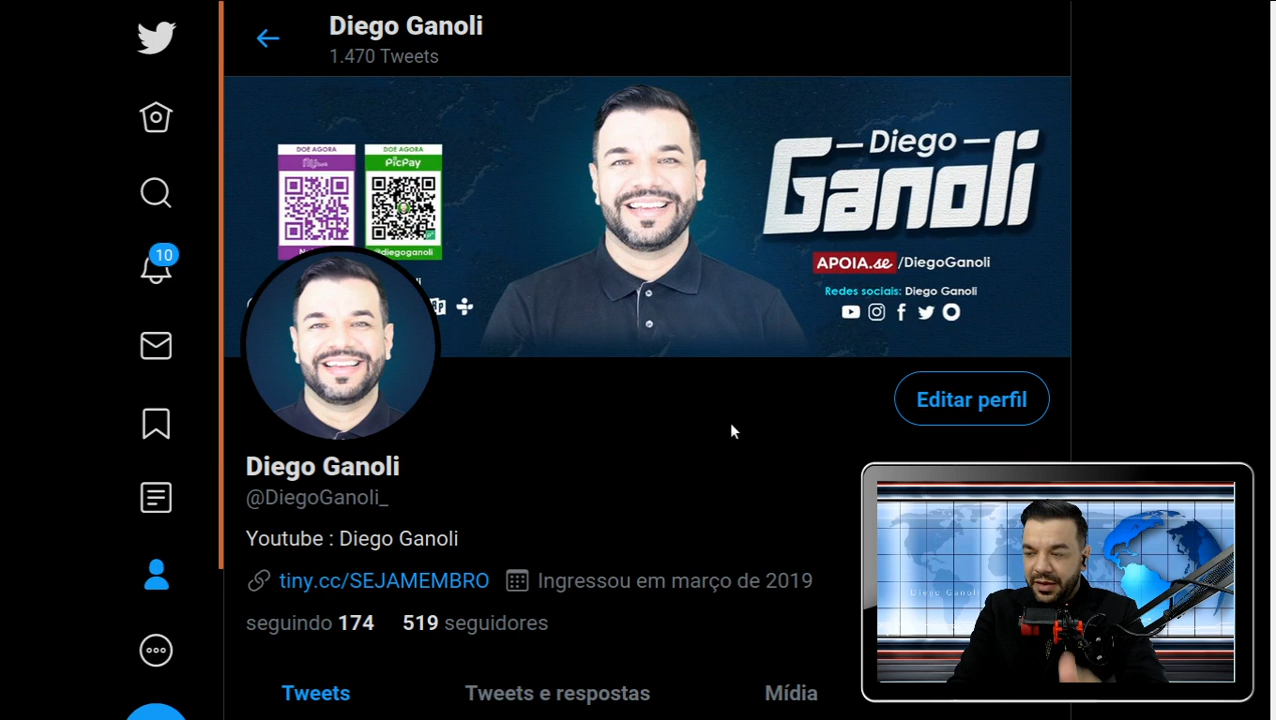 Diego Ganoli
1.470 Tweets
10
DOE AGORA
DOE AGORA
PicPay
@diegoganoli
Diego
Ganoli
APOIA.se /DiegoGanoli
Redes sociais: Diego Ganoli
Editar perfil
Diego Ganoli
@DiegoGanoli_
Youtube : Diego Ganoli
tiny.cc/SEJAMEMBRO Ingressou em março de 2019
seguindo 174 519 seguidores
Tweets Tweets e respostas Mídia
Diego Ganoli